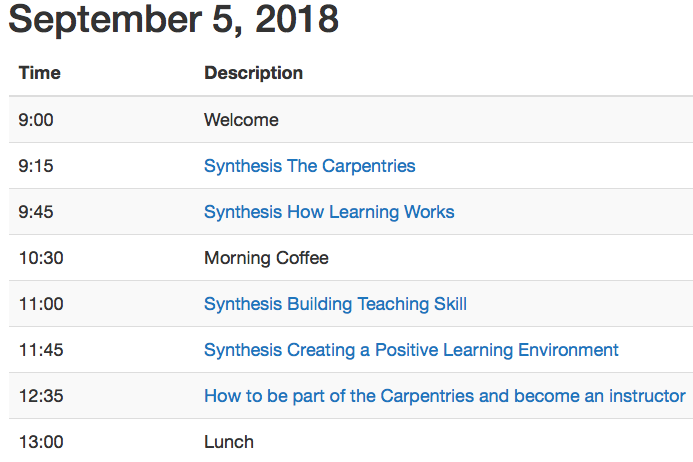 September 5, 2018
Time Description
9:00 Welcome
9:15 Synthesis The Carpentries
9:45 Synthesis How Learning Works
10:30 Morning Coffee
11:00 Synthesis Building Teaching Skill
11:45 Synthesis Creating a Positive Learning Environment
12:35 How to be part of the Carpentries and become an instructor
13:00 Lunch